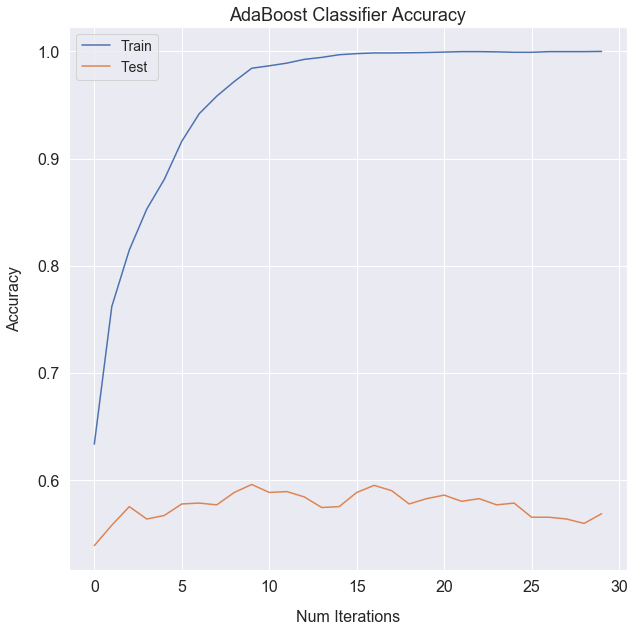 AdaBoost Classifier Accuracy
Train
Test
1.0
0.9
0.8
0.7
0.6
Accuracy
0 5 10 15 20 25 30
Num Iterations